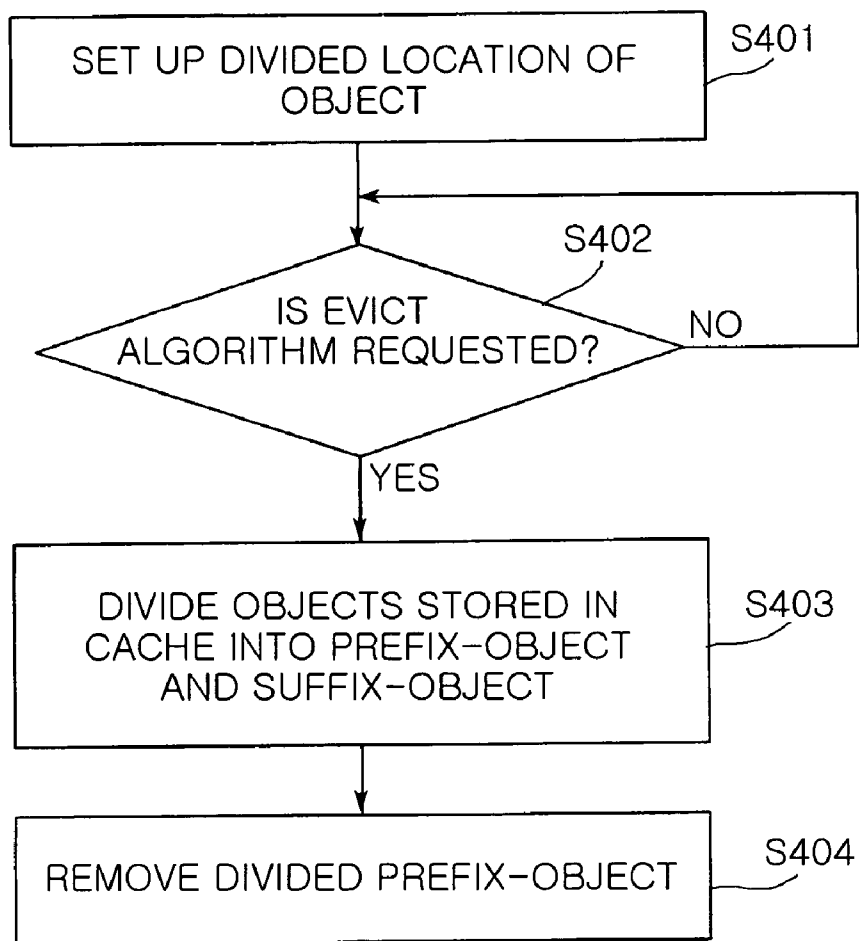 SET UP DIVIDED LOCATION OF
OBJECT
S401
S402
IS EVICT
ALGORITHM REQUESTED?
NO
YES
DIVIDE OBJECTS STORED IN
CACHE INTO PREFIX-OBJECT
AND SUFFIX-OBJECT
S403
REMOVE DIVIDED PREFIX-OBJECT
S404